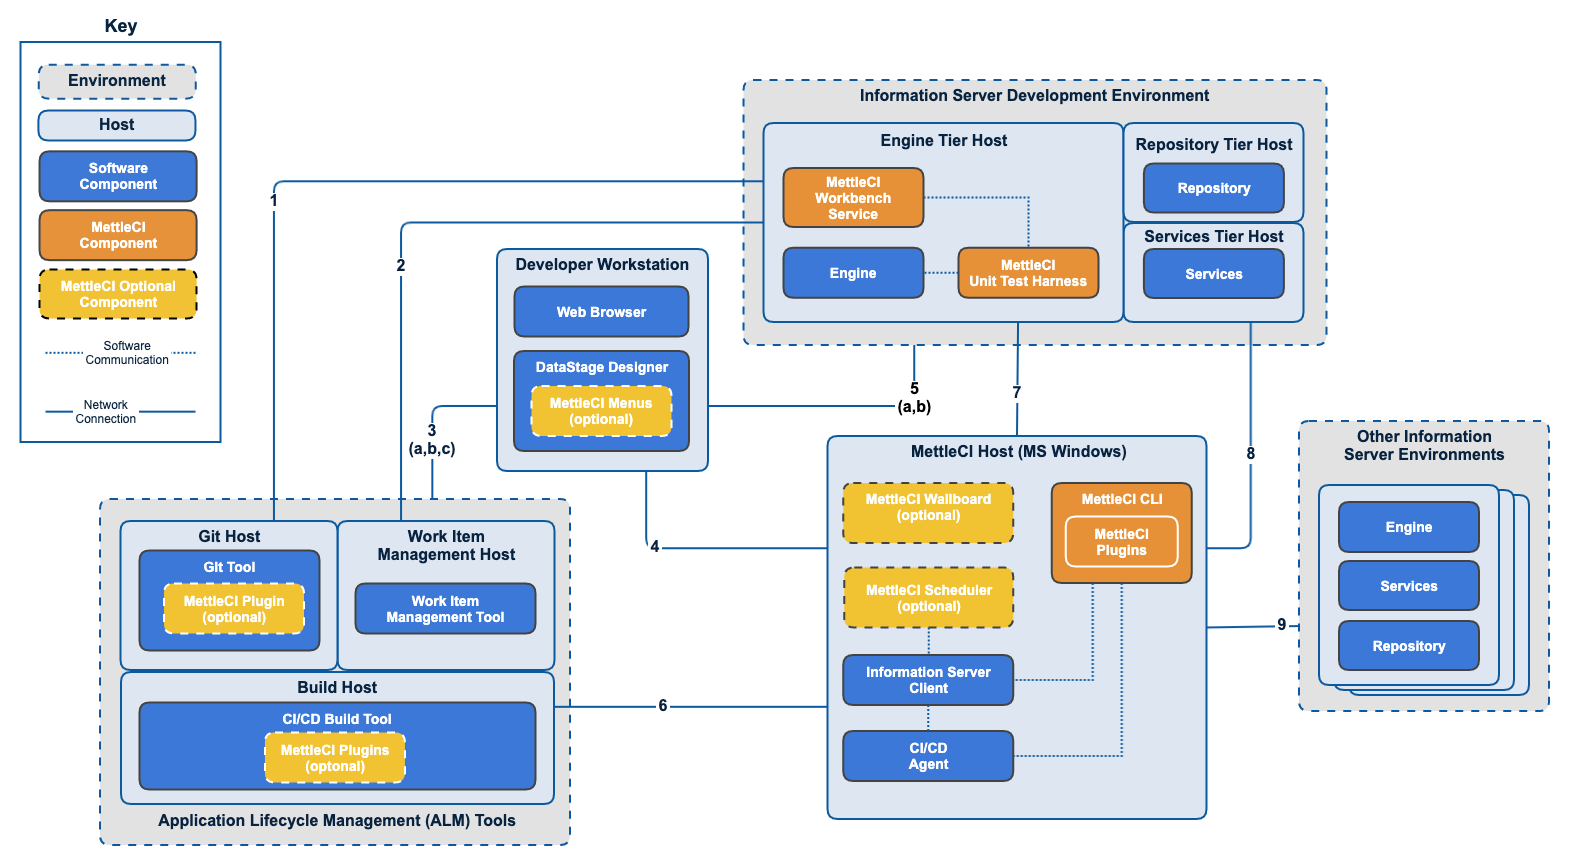 Key
Environment
Host
Software
Component
MettleCI
Component
MettleCI Optional
Component
Software
Communication
Network
Connection
Information Server Development Environment
Engine Tier Host
MettleCI
Workbench
Service
Engine
MettleCI
Unit Test Harness
Repository Tier Host
Repository
Services Tier Host
Services
1
2
3
(a,b,c)
4
5
(a,b)
6
7
8
9
Developer Workstation
Web Browser
DataStage Designer
MettleCI Menus
(optional)
MettleCI Host (MS Windows)
MettleCI Wallboard
(optional)
MettleCI CLI
MettleCI
Plugins
MettleCI Scheduler
(optional)
Information Server
Client
CI/CD
Agent
Other Information
Server Environments
Engine
Services
Repository
Git Host
Git Tool
MettleCI Plugin
(optional)
Work Item
Management Host
Work Item
Management Tool
Build Host
CI/CD Build Tool
MettleCI Plugins
(optonal)
Application Lifecycle Management (ALM) Tools